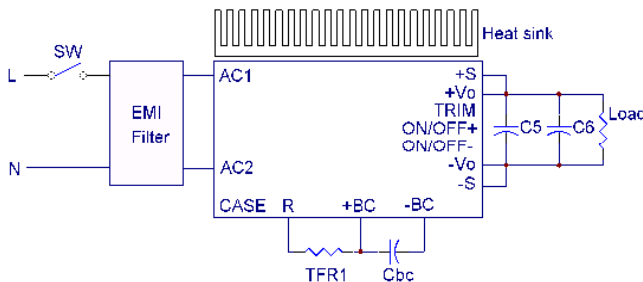 Heat sink
SW
L
AC1
+S
+Vo
TRIM
ON/OFF+
ON/OFF-
-Vo
-S
EMI
Filter
C5
C6
Load
N
AC2
CASE
R
+BC
-BC
TFR1
Cbc